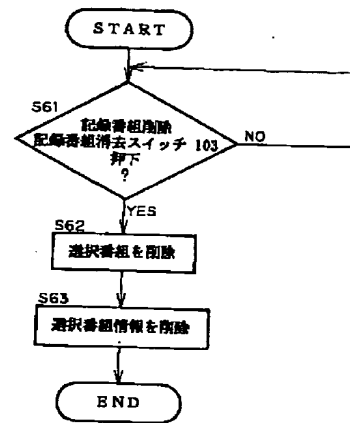 START
S61
記録番組削除
記録番組消去スイッチ 103
押下
?
NO
YES
S62
選択番組を削除
S63
選択番組情報を削除
END